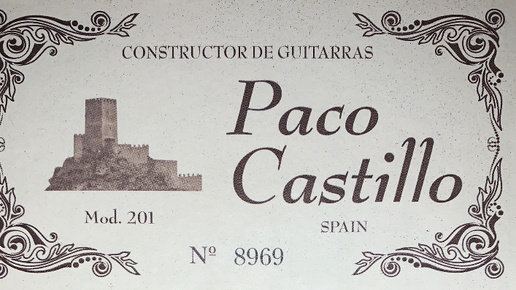 CONSTRUCTOR DE GUITARRAS
Paco
Castillo
SPAIN
Mod. 201
Nº 8969